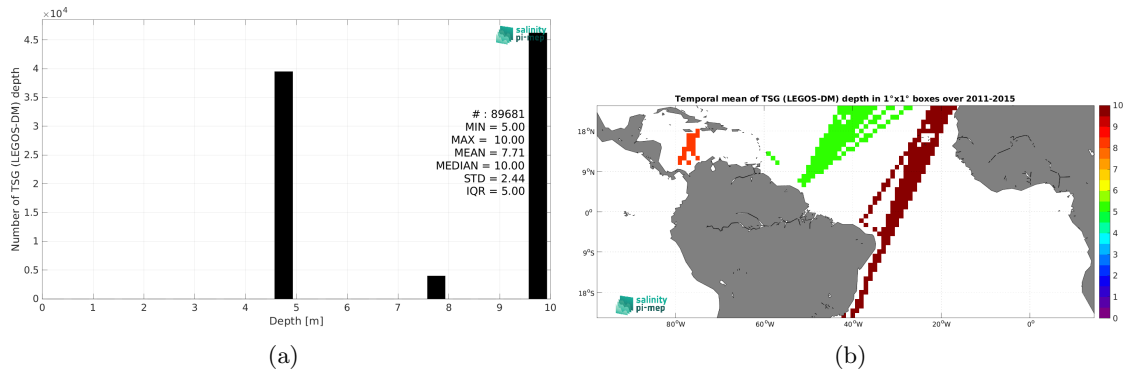 ×10⁴
5
4.5
4
3.5
3
2.5
2
1.5
1
0.5
0
Number of TSG (LEGOS-DM) depth
salinity
pi-mep
# : 89681
MIN = 5.00
MAX = 10.00
MEAN = 7.71
MEDIAN = 10.00
STD = 2.44
IQR = 5.00
0 1 2 3 4 5 6 7 8 9 10
Depth [m]
(a)
Temporal mean of TSG (LEGOS-DM) depth in 1°x1° boxes over 2011-2015
18°N
9°N
0°
9°S
18°S
salinity
pi-mep
80°W 60°W 40°W 20°W 0°
10
9
8
7
6
5
4
3
2
1
0
(b)